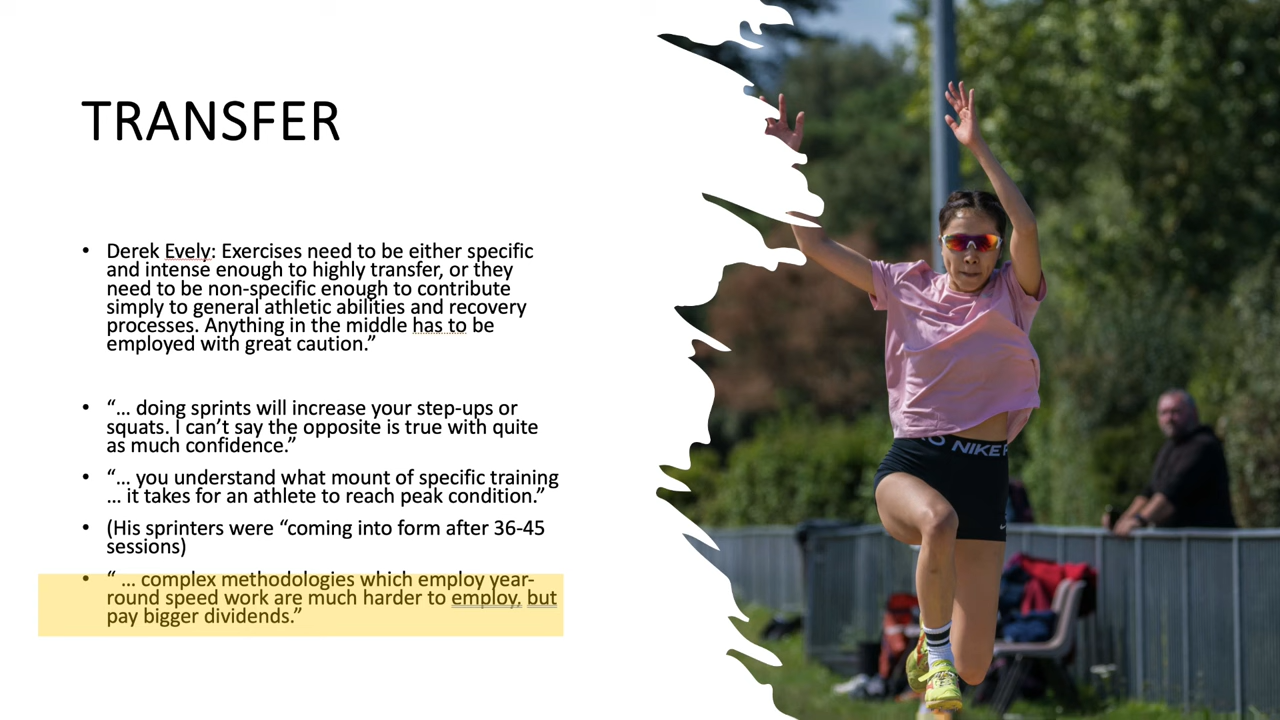 TRANSFER
• Derek Evely: Exercises need to be either specific
and intense enough to highly transfer, or they
need to be non-specific enough to contribute
simply to general athletic abilities and recovery
processes. Anything in the middle has to be
employed with great caution.”
• “… doing sprints will increase your step-ups or
squats. I can’t say the opposite is true with quite
as much confidence.”
• “… you understand what mount of specific training
… it takes for an athlete to reach peak condition.”
• (His sprinters were “coming into form after 36-45
sessions)
• “ … complex methodologies which employ year-
round speed work are much harder to employ, but
pay bigger dividends.”
NIKE